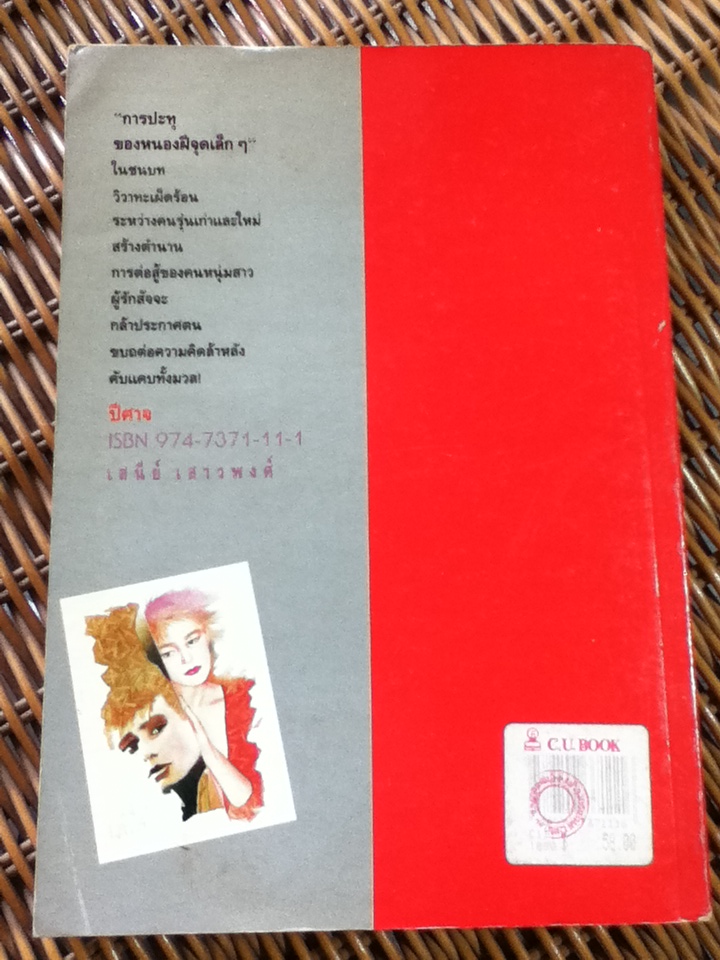 "การปะทุ
ของหนองฝีจุดเล็ก ๆ"
ในชนบท
วิวาทะเผ็ดร้อน
ระหว่างคนรุ่นเก่าและใหม่
สร้างตำนาน
การต่อสู้ของคนหนุ่มสาว
ผู้รักสัจจะ
กล้าประกาศตน
ขบถต่อความคิดล้าหลัง
คับแคบทั้งมวล!
ปีศาจ
ISBN 974-7371-11-1
เสนีย์ เสาวพงศ์
C.U. BOOK